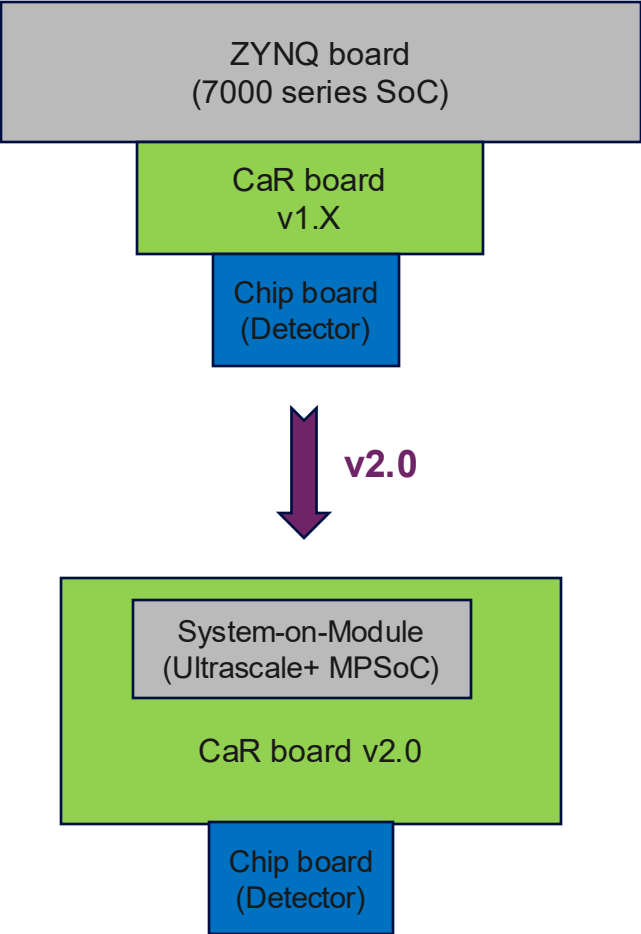 ZYNQ board
(7000 series SoC)
CaR board
v1.X
Chip board
(Detector)
v2.0
System-on-Module
(Ultrascale+ MPSoC)
CaR board v2.0
Chip board
(Detector)